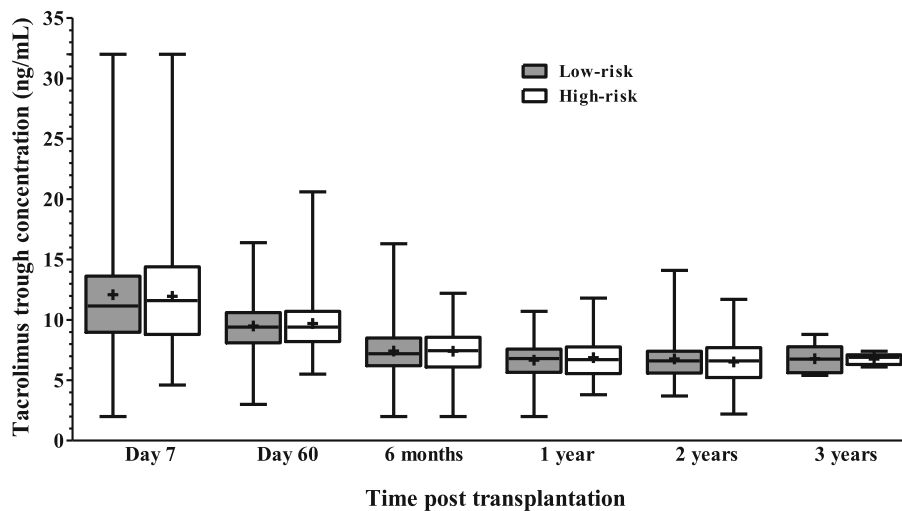 35
30
25
20
15
10
5
0
Tacrolimus trough concentration (ng/mL)
Low-risk
High-risk
Day 7 Day 60 6 months 1 year 2 years 3 years
Time post transplantation